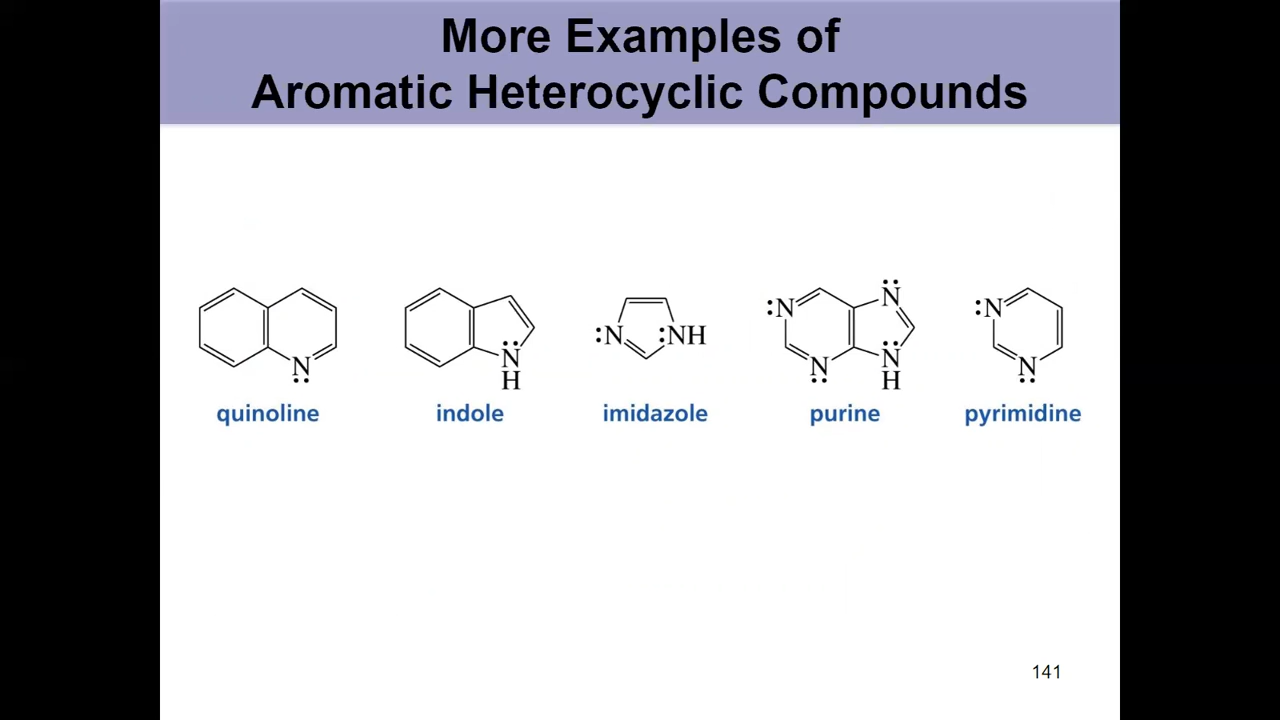 More Examples of
Aromatic Heterocyclic Compounds
N
N
H
:N
:NH
:N
N
N
N
H
:N
N
quinoline
indole
imidazole
purine
pyrimidine
141